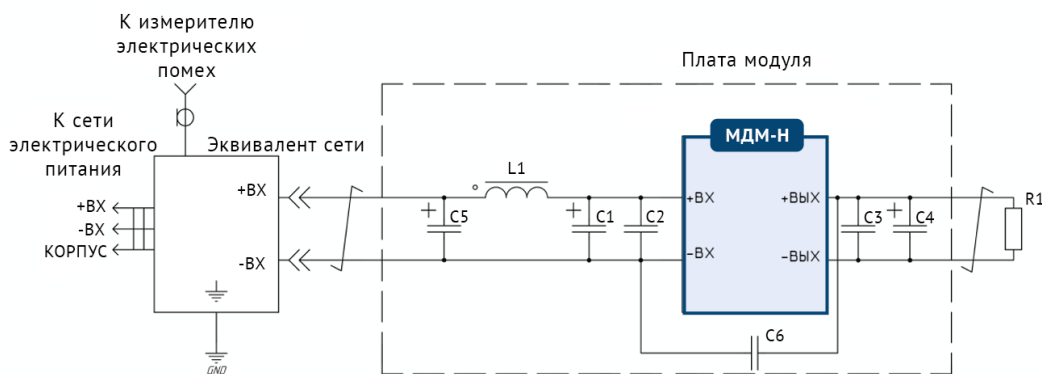 К измерителю
электрических
помех
К сети
электрического
питания
Эквивалент сети
+ВХ
-ВХ
КОРПУС
+ВХ
-ВХ
GND
Плата модуля
L1
+
C5
+
C1
C2
МДМ-Н
+ВХ
-ВХ
+ВЫХ
-ВЫХ
C3
+
C4
C6
R1